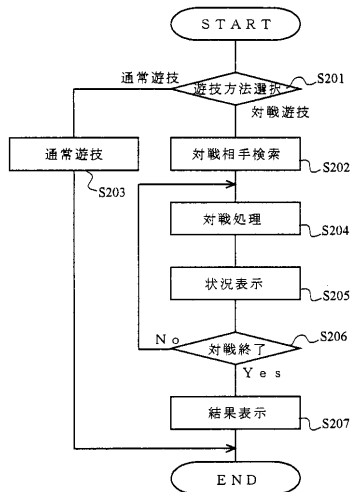 START
通常遊技
遊技方法選択
S201
対戦遊技
通常遊技
S203
対戦相手検索
S202
対戦処理
S204
状況表示
S205
No
対戦終了
S206
Yes
結果表示
S207
END